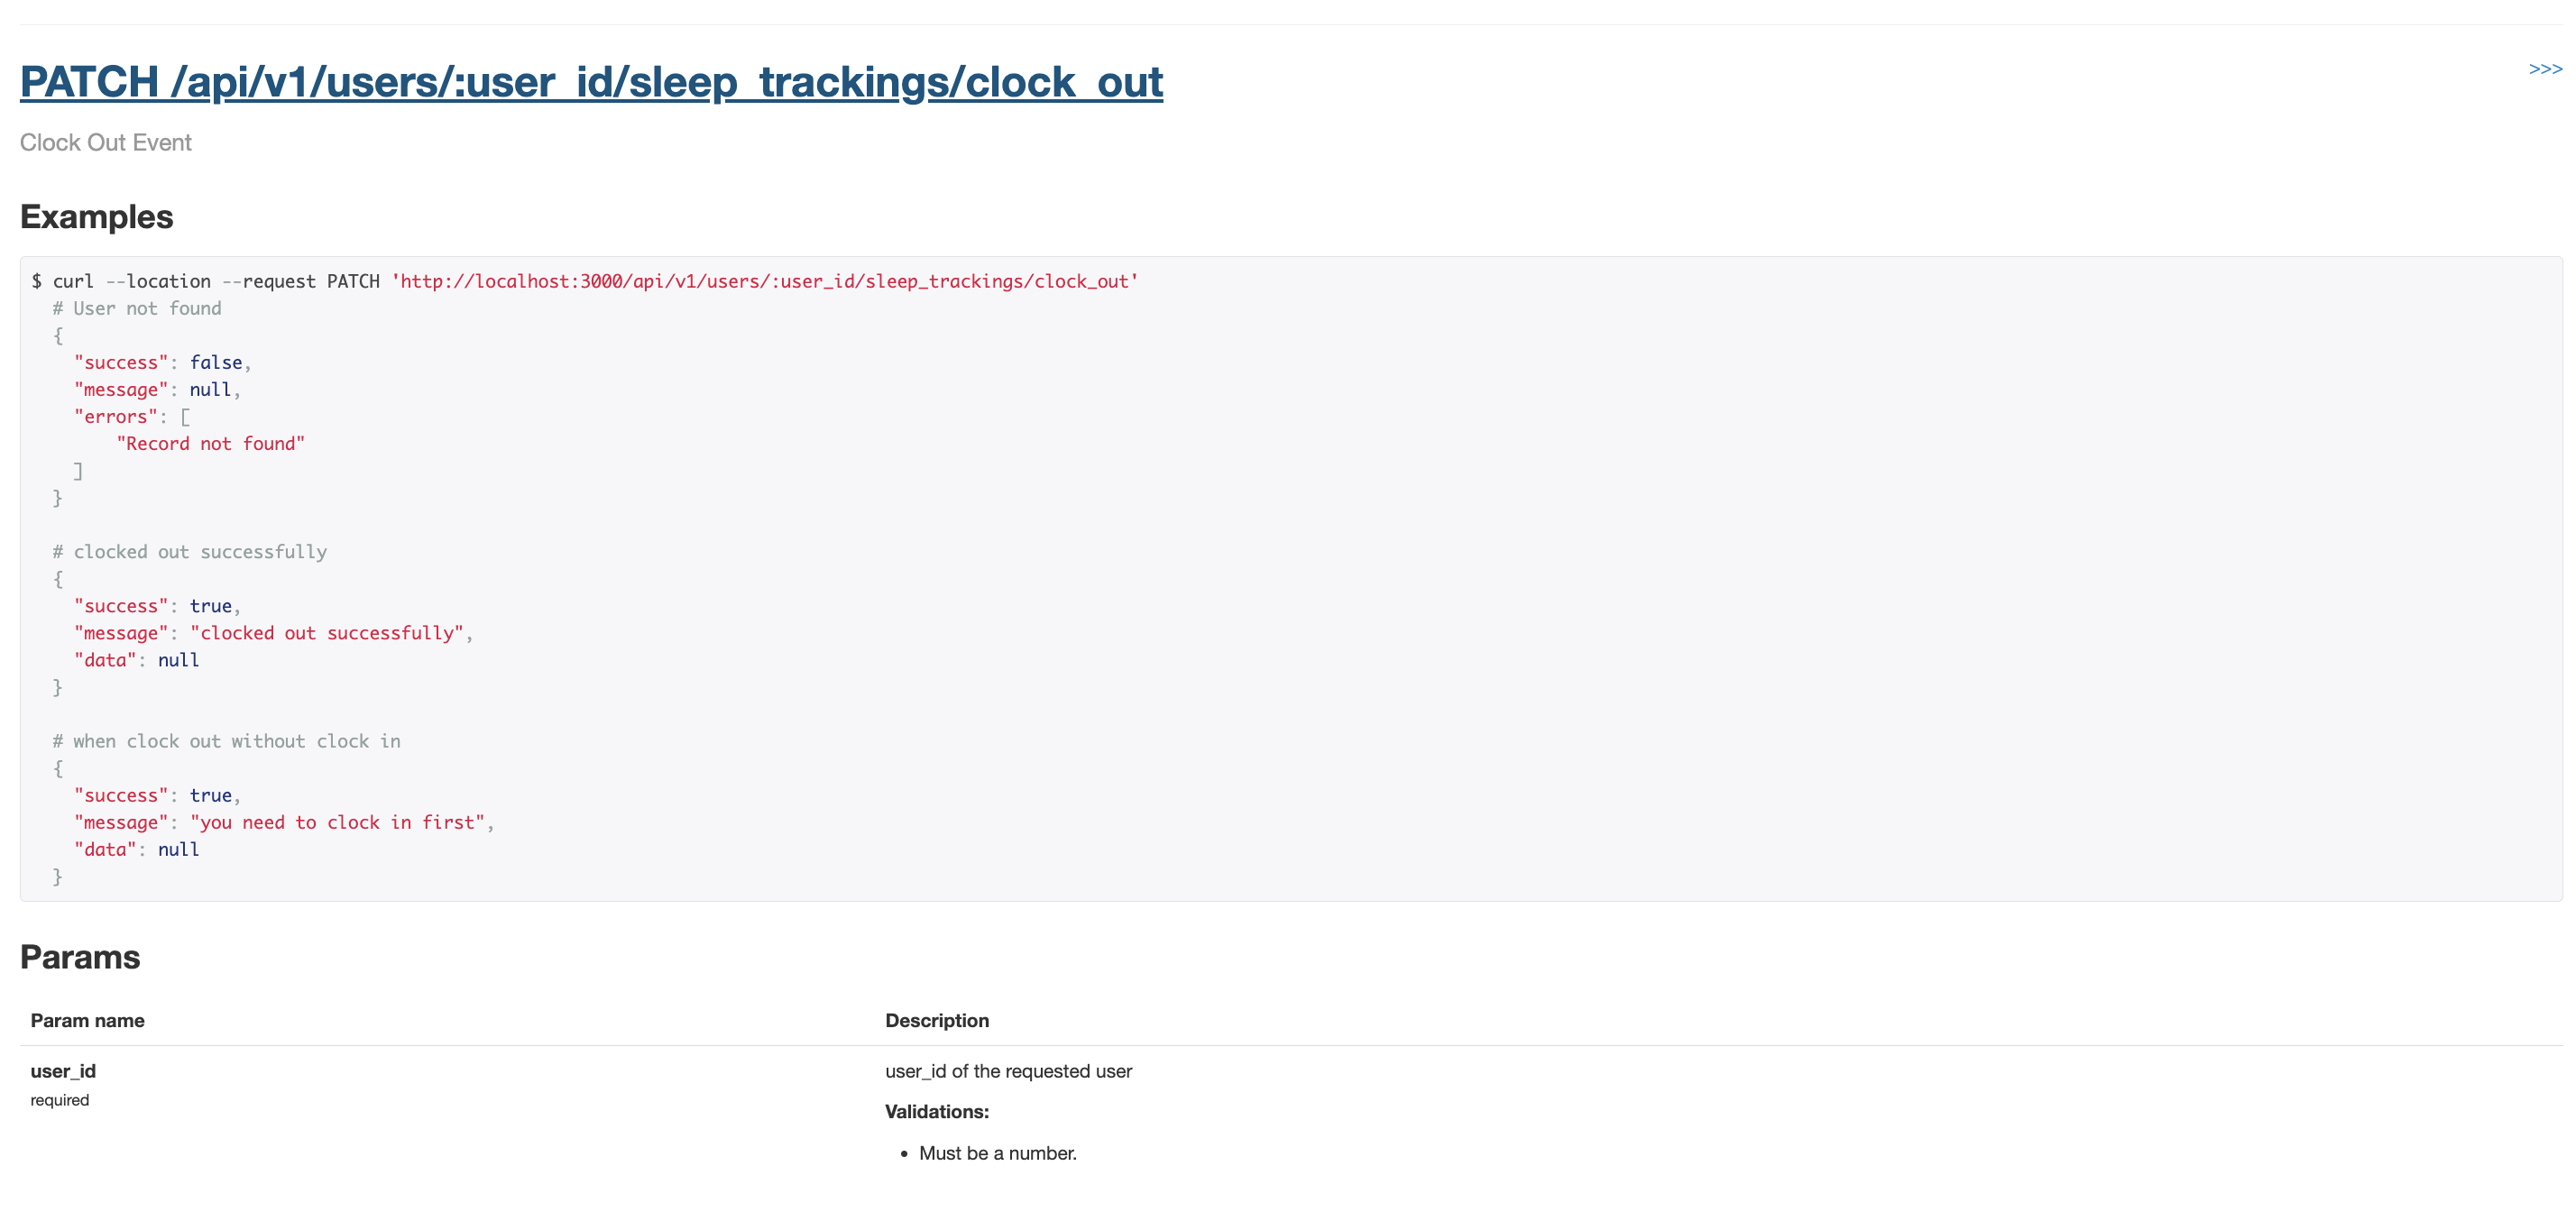 PATCH /api/v1/users/:user_id/sleep_trackings/clock_out
>>>
Clock Out Event
Examples
$ curl --location --request PATCH 'http://localhost:3000/api/v1/users/:user_id/sleep_trackings/clock_out'
  # User not found
  {
    "success": false,
    "message": null,
    "errors": [
        "Record not found"
    ]
  }
  # clocked out successfully
  {
    "success": true,
    "message": "clocked out successfully",
    "data": null
  }
  # when clock out without clock in
  {
    "success": true,
    "message": "you need to clock in first",
    "data": null
  }
Params
Param name Description
user_id user_id of the requested user
required
Validations:
• Must be a number.